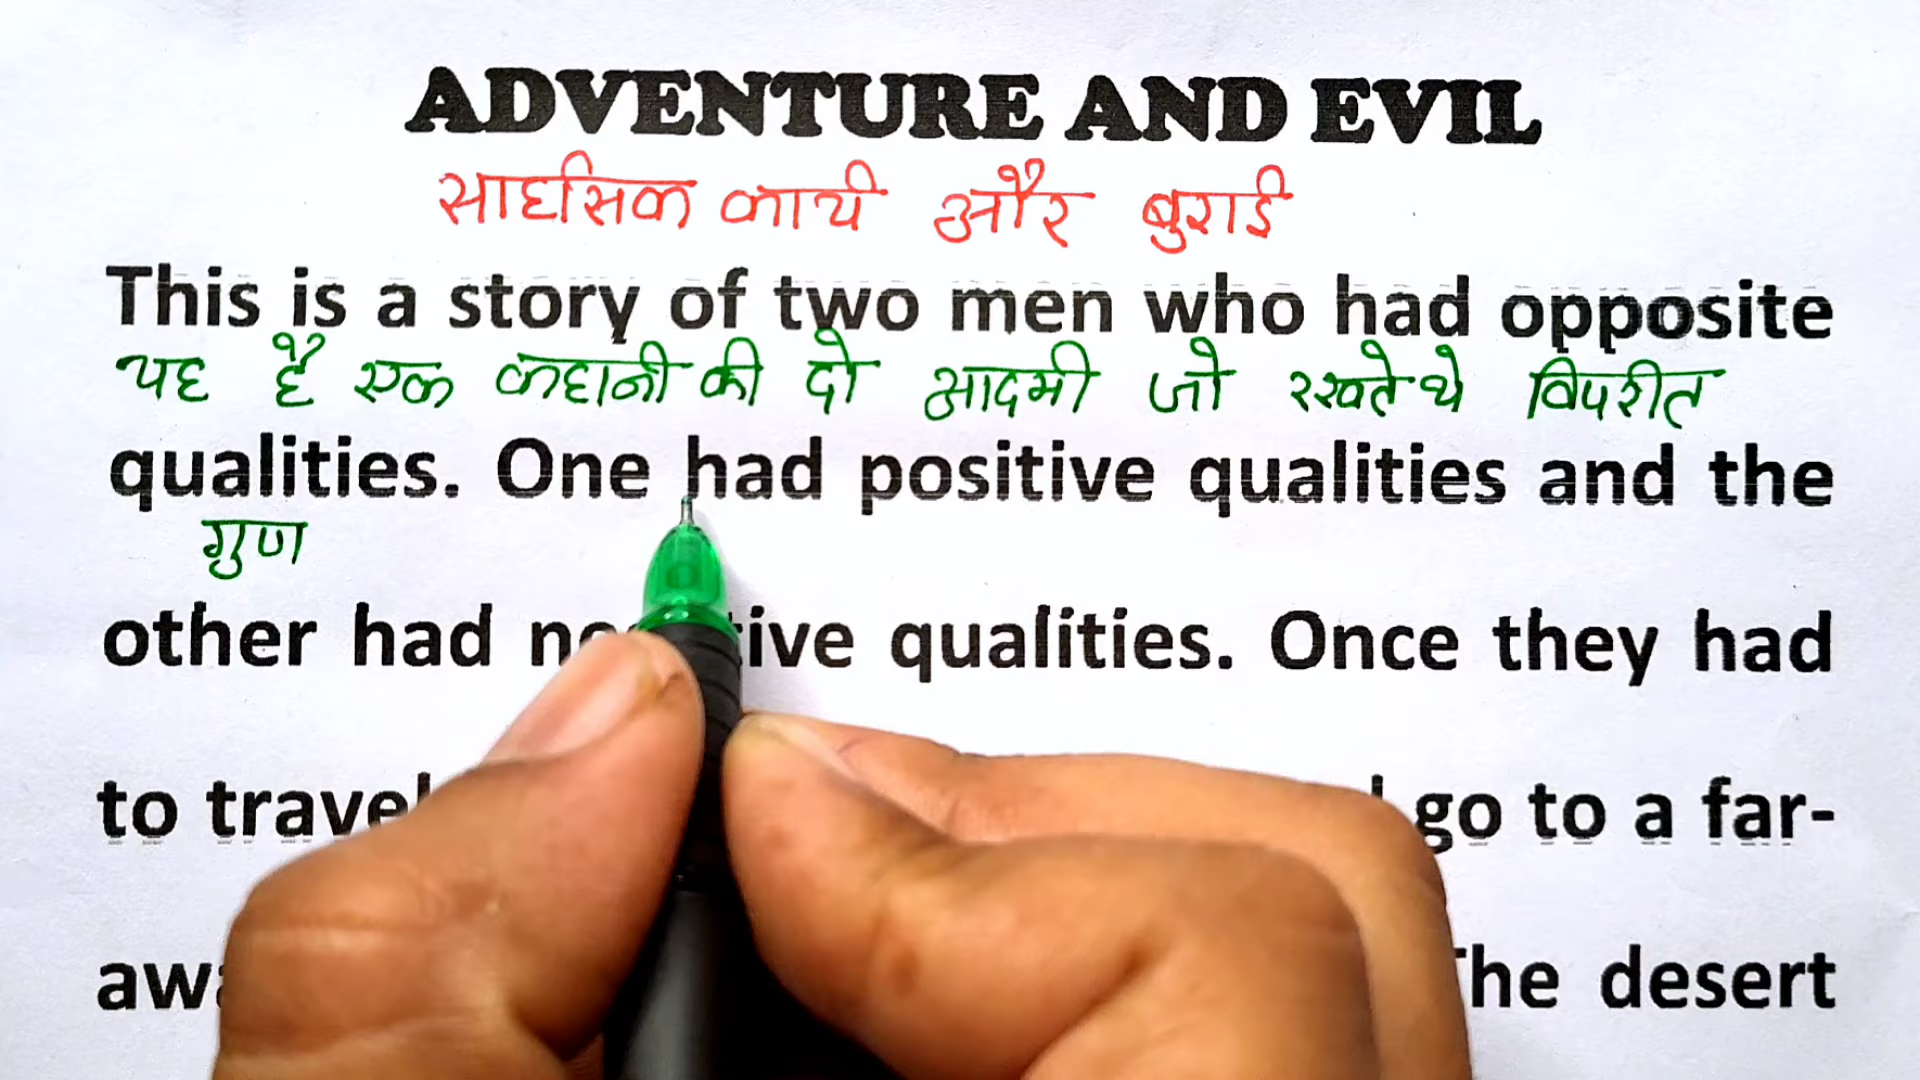 ADVENTURE AND EVIL
साहसिक कार्य और बुराई
This is a story of two men who had opposite
यह है एक कहानी की दो आदमी जो रखते थे विपरीत
qualities. One had positive qualities and the
गुण
other had qualities. Once they had
to travel go to a far-
The desert